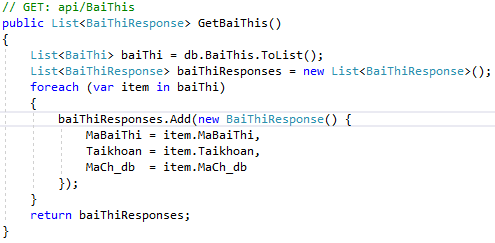 // GET: api/BaiThis
public List<BaiThiResponse> GetBaiThis()
{
    List<BaiThi> baiThi = db.BaiThis.ToList();
    List<BaiThiResponse> baiThiResponses = new List<BaiThiResponse>();
    foreach (var item in baiThi)
    {
        baiThiResponses.Add(new BaiThiResponse() {
            MaBaiThi = item.MaBaiThi,
            Taikhoan = item.Taikhoan,
            MaCh_db  = item.MaCh_db
        });
    }
    return baiThiResponses;
}